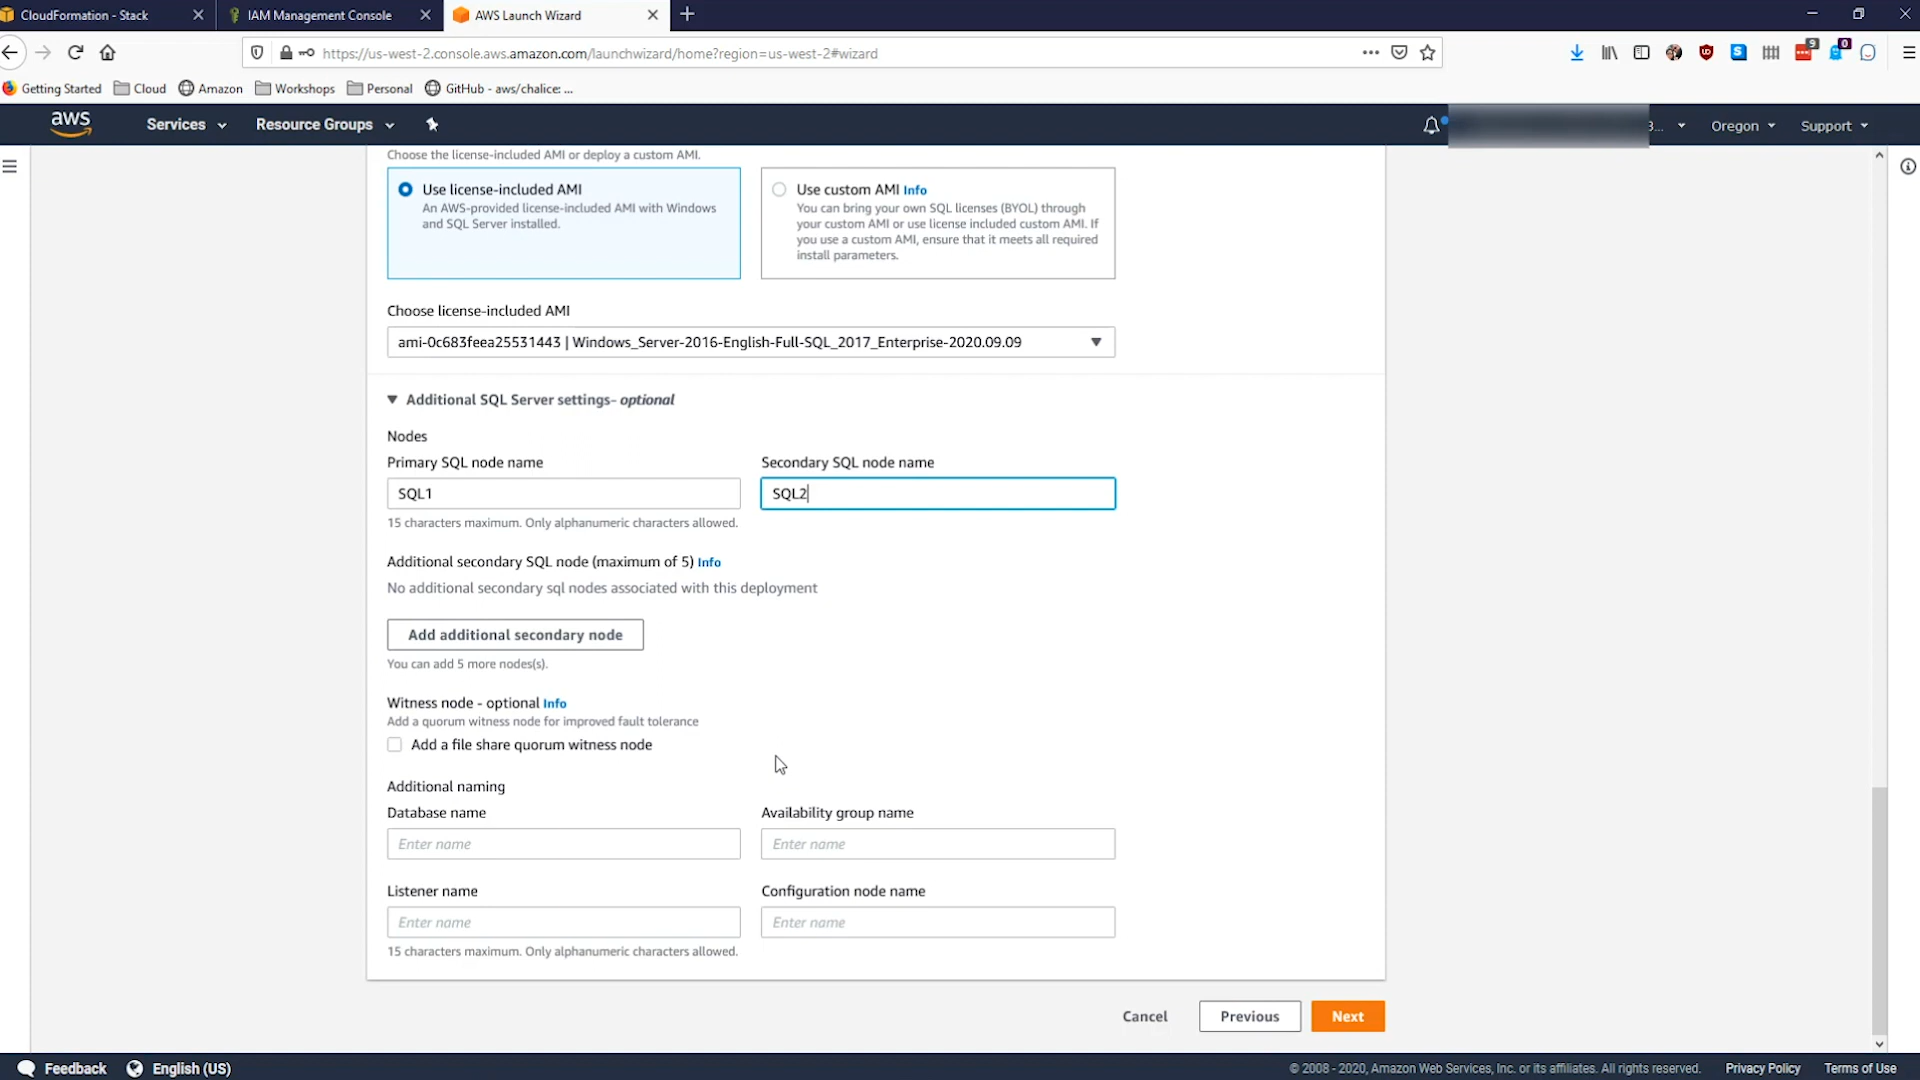 CloudFormation - Stack
IAM Management Console
AWS Launch Wizard
https://us-west-2.console.aws.amazon.com/launchwizard/home?region=us-west-2#wizard
9
0
Getting Started
Cloud
Amazon
Workshops
Personal
GitHub - aws/chalice: ...
aws
Services
Resource Groups
3...
Oregon
Support
Choose the license-included AMI or deploy a custom AMI.
Use license-included AMI
An AWS-provided license-included AMI with Windows
and SQL Server installed.
Use custom AMI Info
You can bring your own SQL licenses (BYOL) through
your custom AMI or use license included custom AMI. If
you use a custom AMI, ensure that it meets all required
install parameters.
Choose license-included AMI
ami-0c683feea25531443 | Windows_Server-2016-English-Full-SQL_2017_Enterprise-2020.09.09
Additional SQL Server settings- optional
Nodes
Primary SQL node name
Secondary SQL node name
SQL1
SQL2
15 characters maximum. Only alphanumeric characters allowed.
Additional secondary SQL node (maximum of 5) Info
No additional secondary sql nodes associated with this deployment
Add additional secondary node
You can add 5 more nodes(s).
Witness node - optional Info
Add a quorum witness node for improved fault tolerance
Add a file share quorum witness node
Additional naming
Database name
Availability group name
Enter name
Enter name
Listener name
Configuration node name
Enter name
Enter name
15 characters maximum. Only alphanumeric characters allowed.
Cancel
Previous
Next
Feedback
English (US)
© 2008 - 2020, Amazon Web Services, Inc. or its affiliates. All rights reserved.
Privacy Policy
Terms of Use